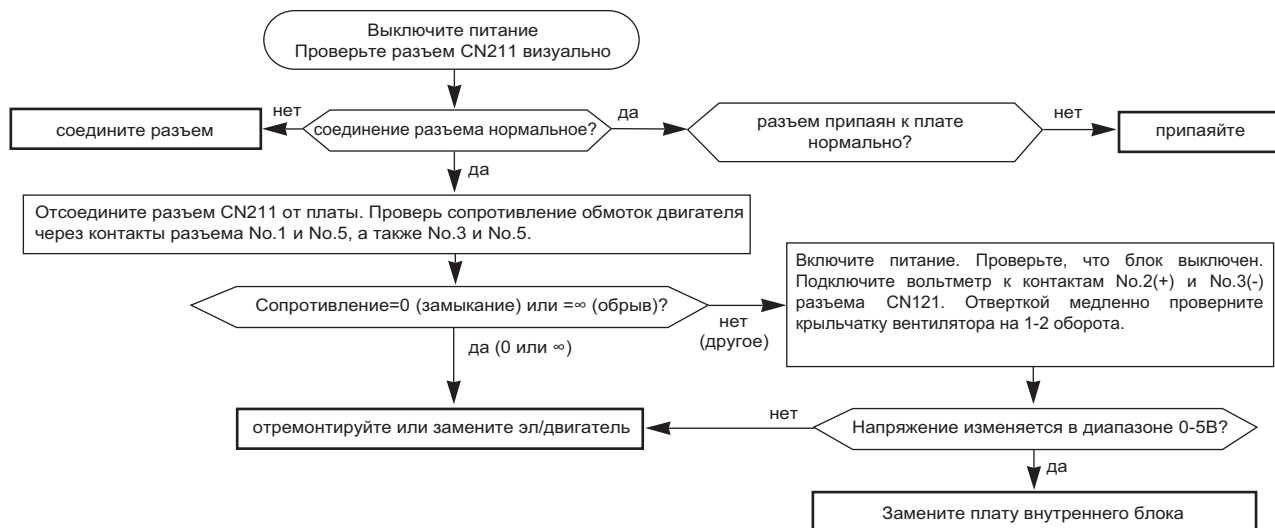 Выключите питание
Проверьте разъем CN211 визуально
нет
да
нет
соедините разъем
соединение разъема нормальное?
разъем припаян к плате
нормально?
припаяйте
да
Отсоедините разъем CN211 от платы. Проверь сопротивление обмоток двигателя
через контакты разъема No.1 и No.5, а также No.3 и No.5.
Включите питание. Проверьте, что блок выключен.
Подключите вольтметр к контактам No.2(+) и No.3(-)
разъема CN121. Отверткой медленно проверните
крыльчатку вентилятора на 1-2 оборота.
Сопротивление=0 (замыкание) или =∞ (обрыв)?
нет
(другое)
да (0 или ∞)
нет
отремонтируйте или замените эл/двигатель
Напряжение изменяется в диапазоне 0-5В?
да
Замените плату внутреннего блока